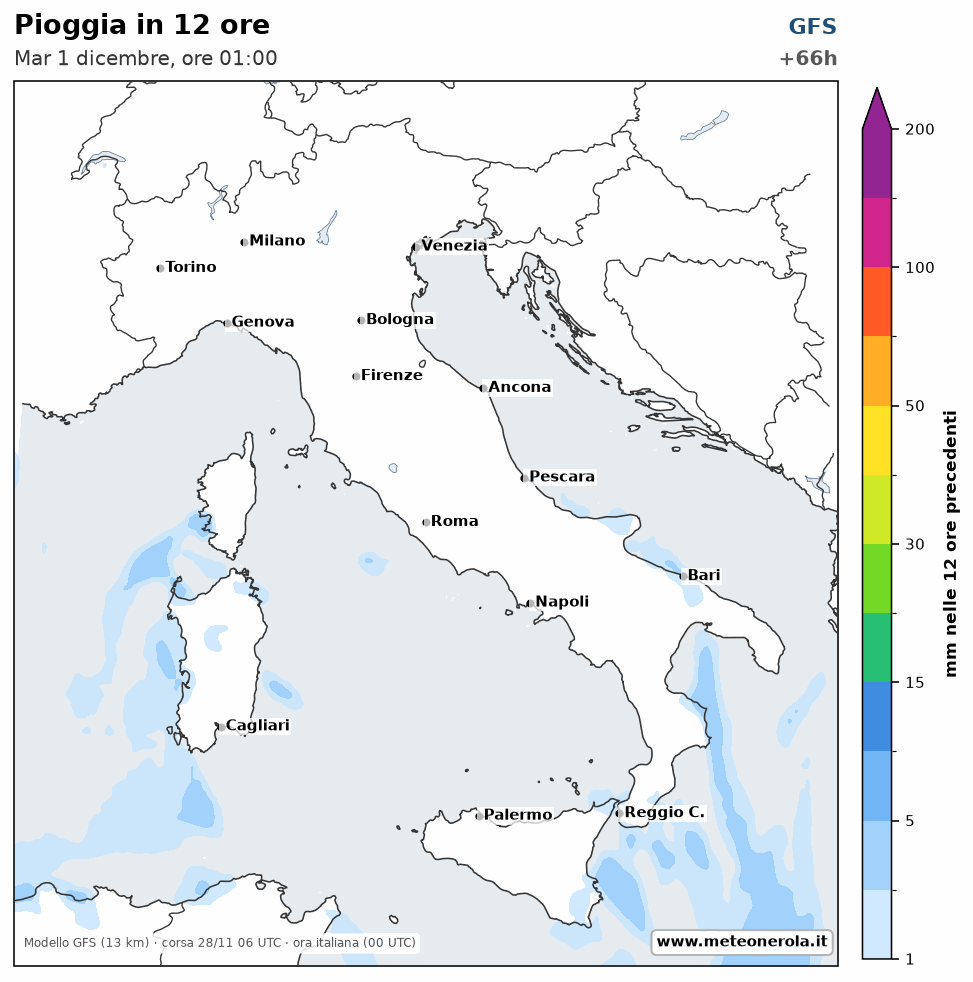 Pioggia in 12 ore
GFS
Mar 1 dicembre, ore 01:00
+66h
200
Milano
Venezia
Torino
100
Genova
Bologna
Firenze
Ancona
50
mm nelle 12 ore precedenti
Pescara
Roma
30
Bari
Napoli
15
Cagliari
Palermo
Reggio C.
5
Modello GFS (13 km) · corsa 28/11 06 UTC · ora italiana (00 UTC)
www.meteonerola.it
1